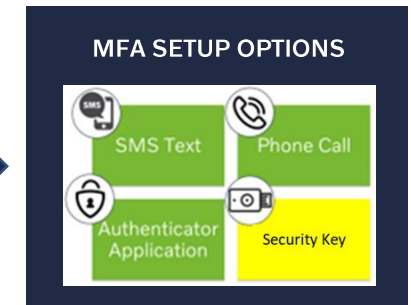 MFA SETUP OPTIONS
SMS
SMS Text
Phone Call
Authenticator
Application
Security Key